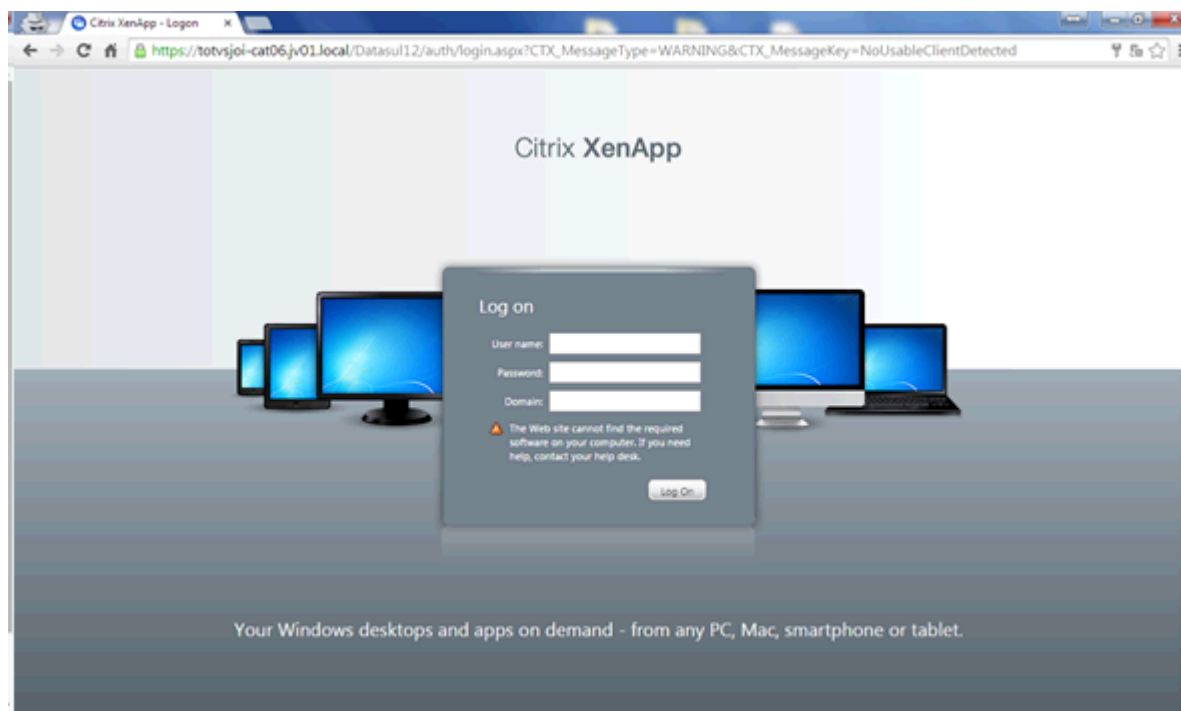 Citrix XenApp - Logon
https://totvsjoi-cat06.jv01.local/Datasul12/auth/login.aspx?CTX_MessageType=WARNING&CTX_MessageKey=NoUsableClientDetected
Citrix XenApp
Log on
User name:
Password:
Domain:
The Web site cannot find the required
software on your computer. If you need
help, contact your help desk.
Log On
Your Windows desktops and apps on demand - from any PC, Mac, smartphone or tablet.